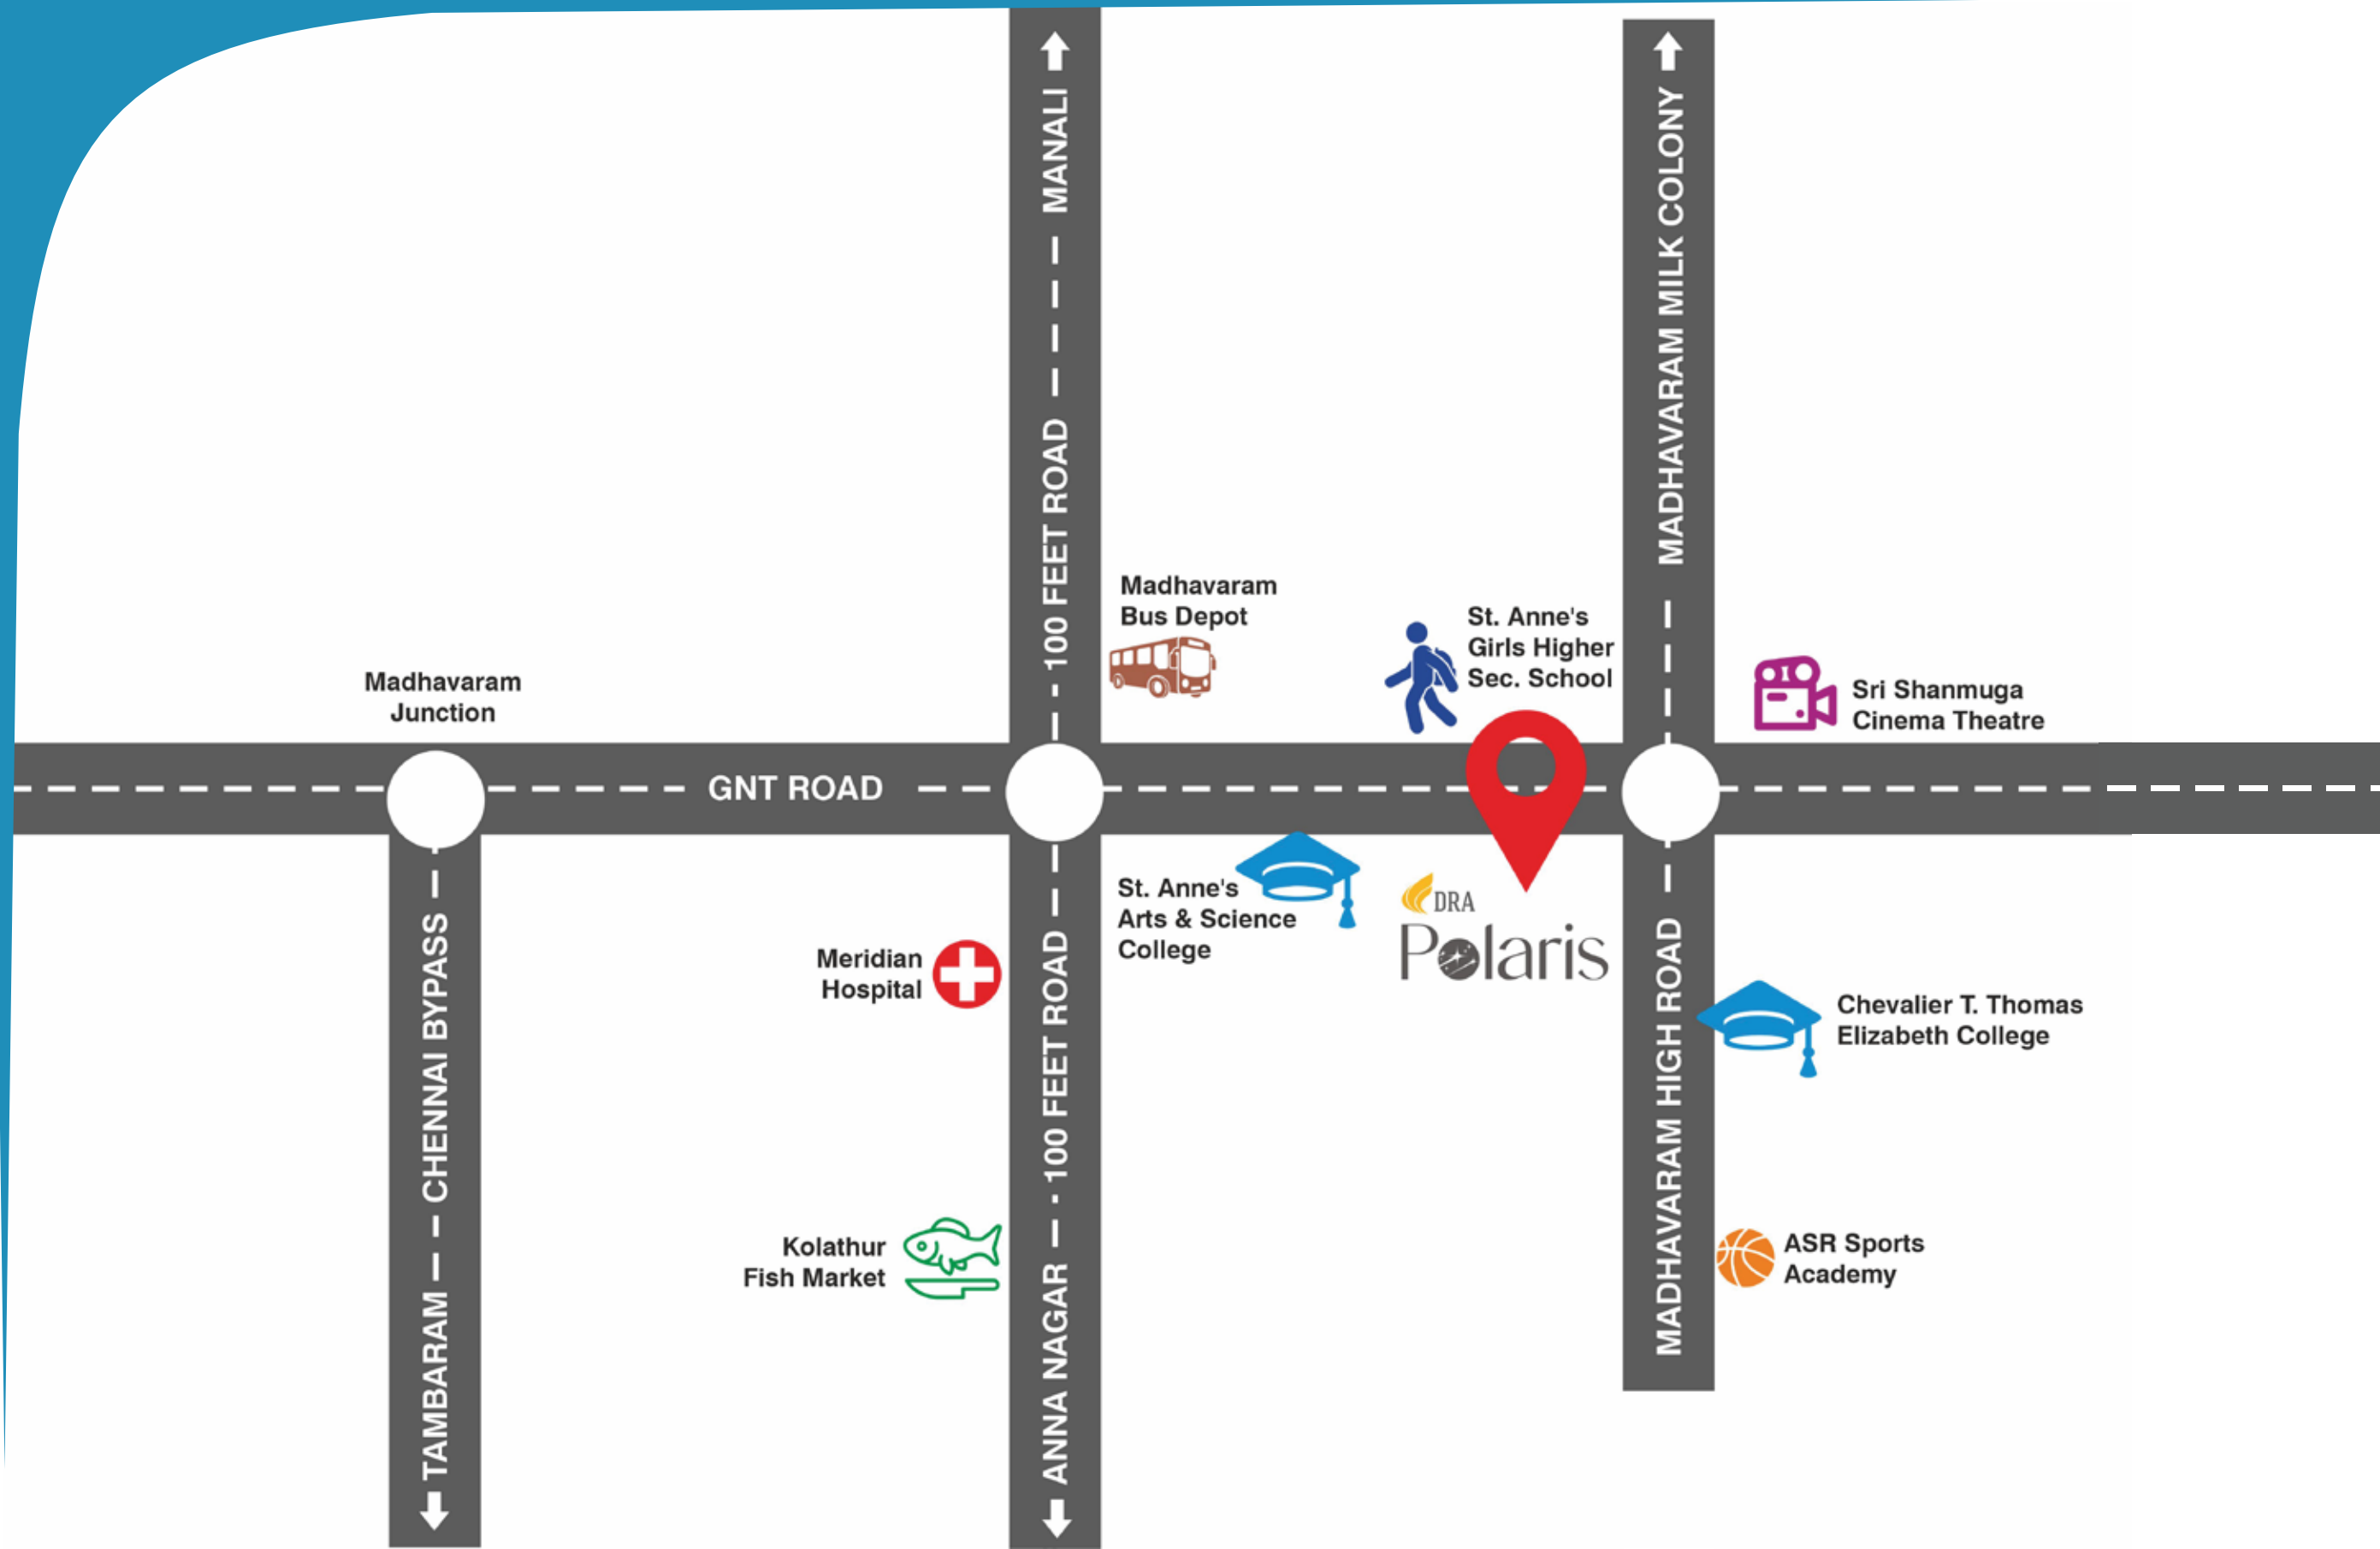 MANALI
100 FEET ROAD
MADHAVARAM MILK COLONY
Madhavaram
Bus Depot
St. Anne's
Girls Higher
Sec. School
Madhavaram
Junction
Sri Shanmuga
Cinema Theatre
GNT ROAD
St. Anne's
Arts & Science
College
DRA
Polaris
Meridian
Hospital
Chevalier T. Thomas
Elizabeth College
Kolathur
Fish Market
ASR Sports
Academy
TAMBARAM — CHENNAI BYPASS
ANNA NAGAR — 100 FEET ROAD
MADHAVARAM HIGH ROAD